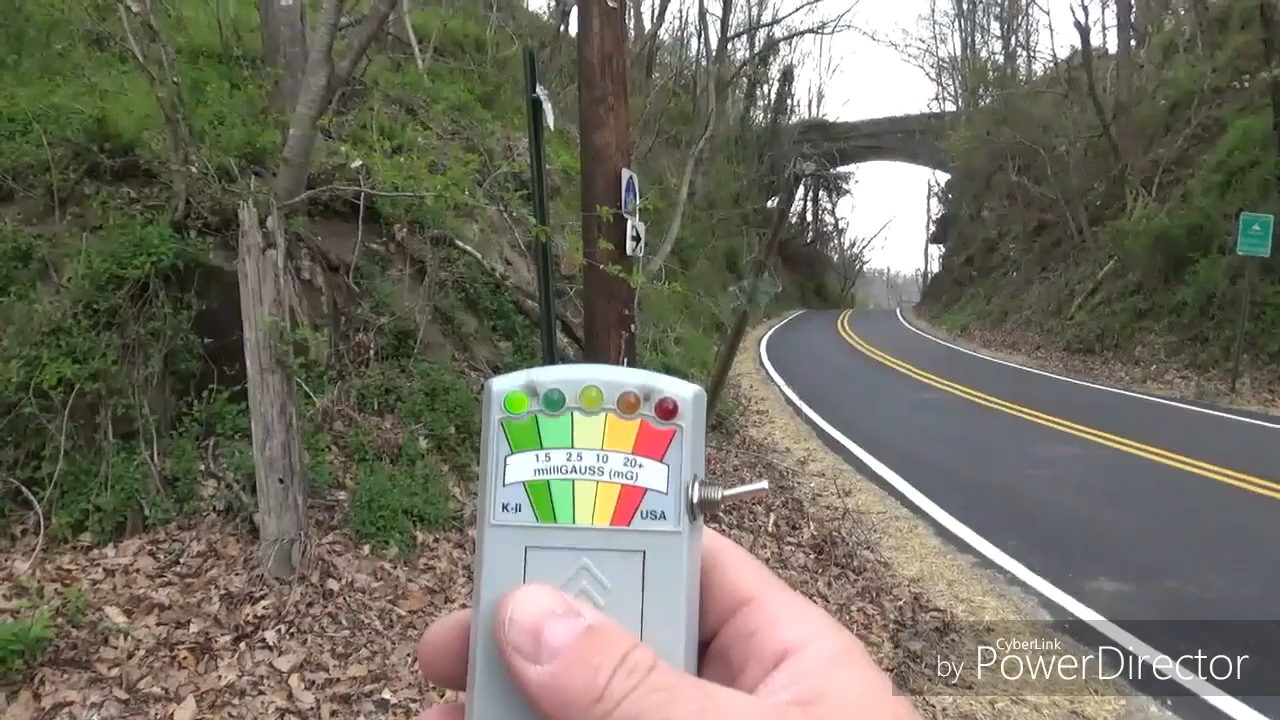 1.5 2.5 10 20+
milliGAUSS (mG)
K-II USA
CyberLink
by PowerDirector